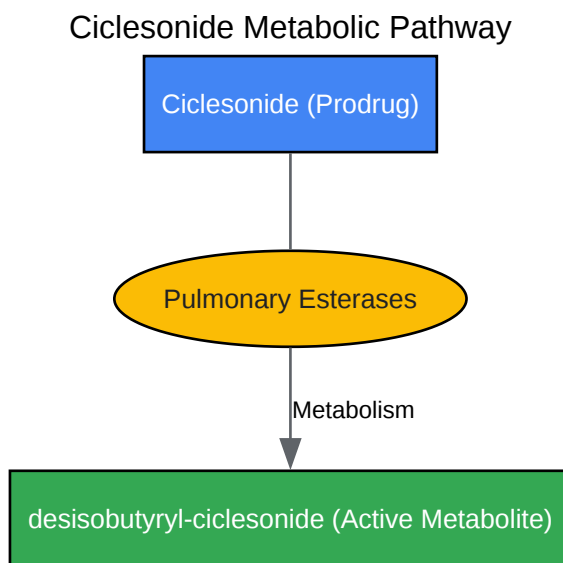 Ciclesonide Metabolic Pathway
Ciclesonide (Prodrug)
Pulmonary Esterases
Metabolism
desisobutyryl-ciclesonide (Active Metabolite)